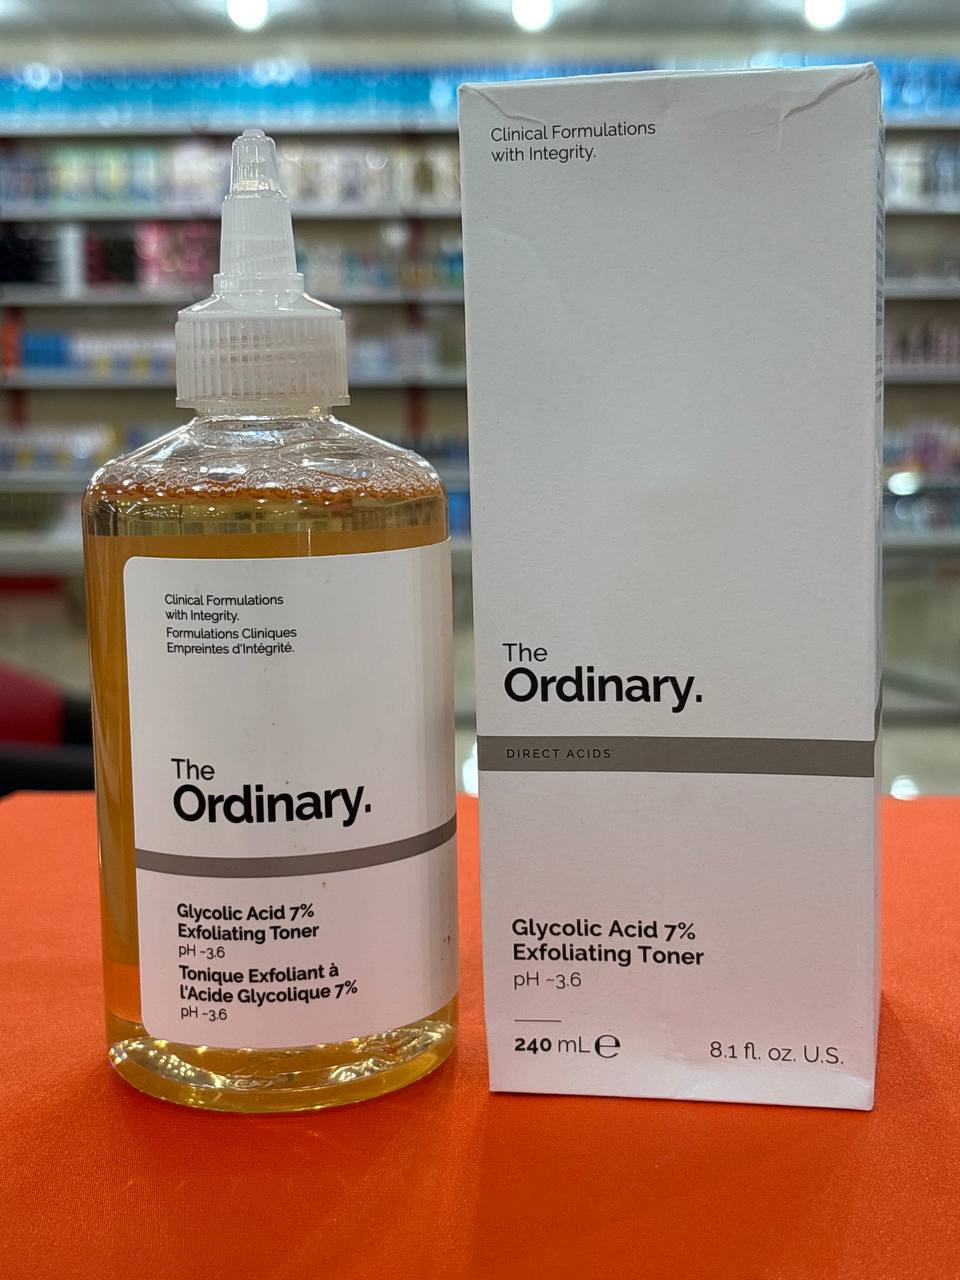 Clinical Formulations
with Integrity.
Formulations Cliniques
Empreintes d'Intégrité.
The
Ordinary.
Glycolic Acid 7%
Exfoliating Toner
pH ~3.6
Tonique Exfoliant à
l'Acide Glycolique 7%
pH ~3.6
Clinical Formulations
with Integrity.
The
Ordinary.
DIRECT ACIDS
Glycolic Acid 7%
Exfoliating Toner
pH ~3.6
240 mL ℮
8.1 fl. oz. U.S.